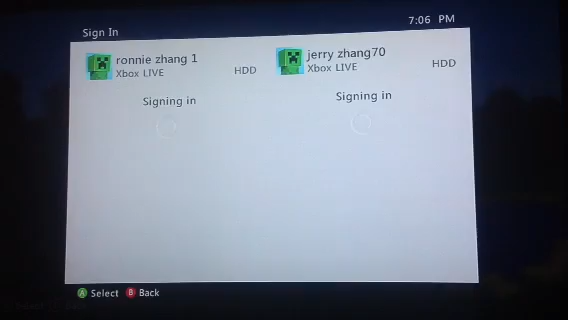 Sign In
7:06 PM
ronnie zhang 1
Xbox LIVE
HDD
Signing in
jerry zhang70
Xbox LIVE
HDD
Signing in
A Select B Back